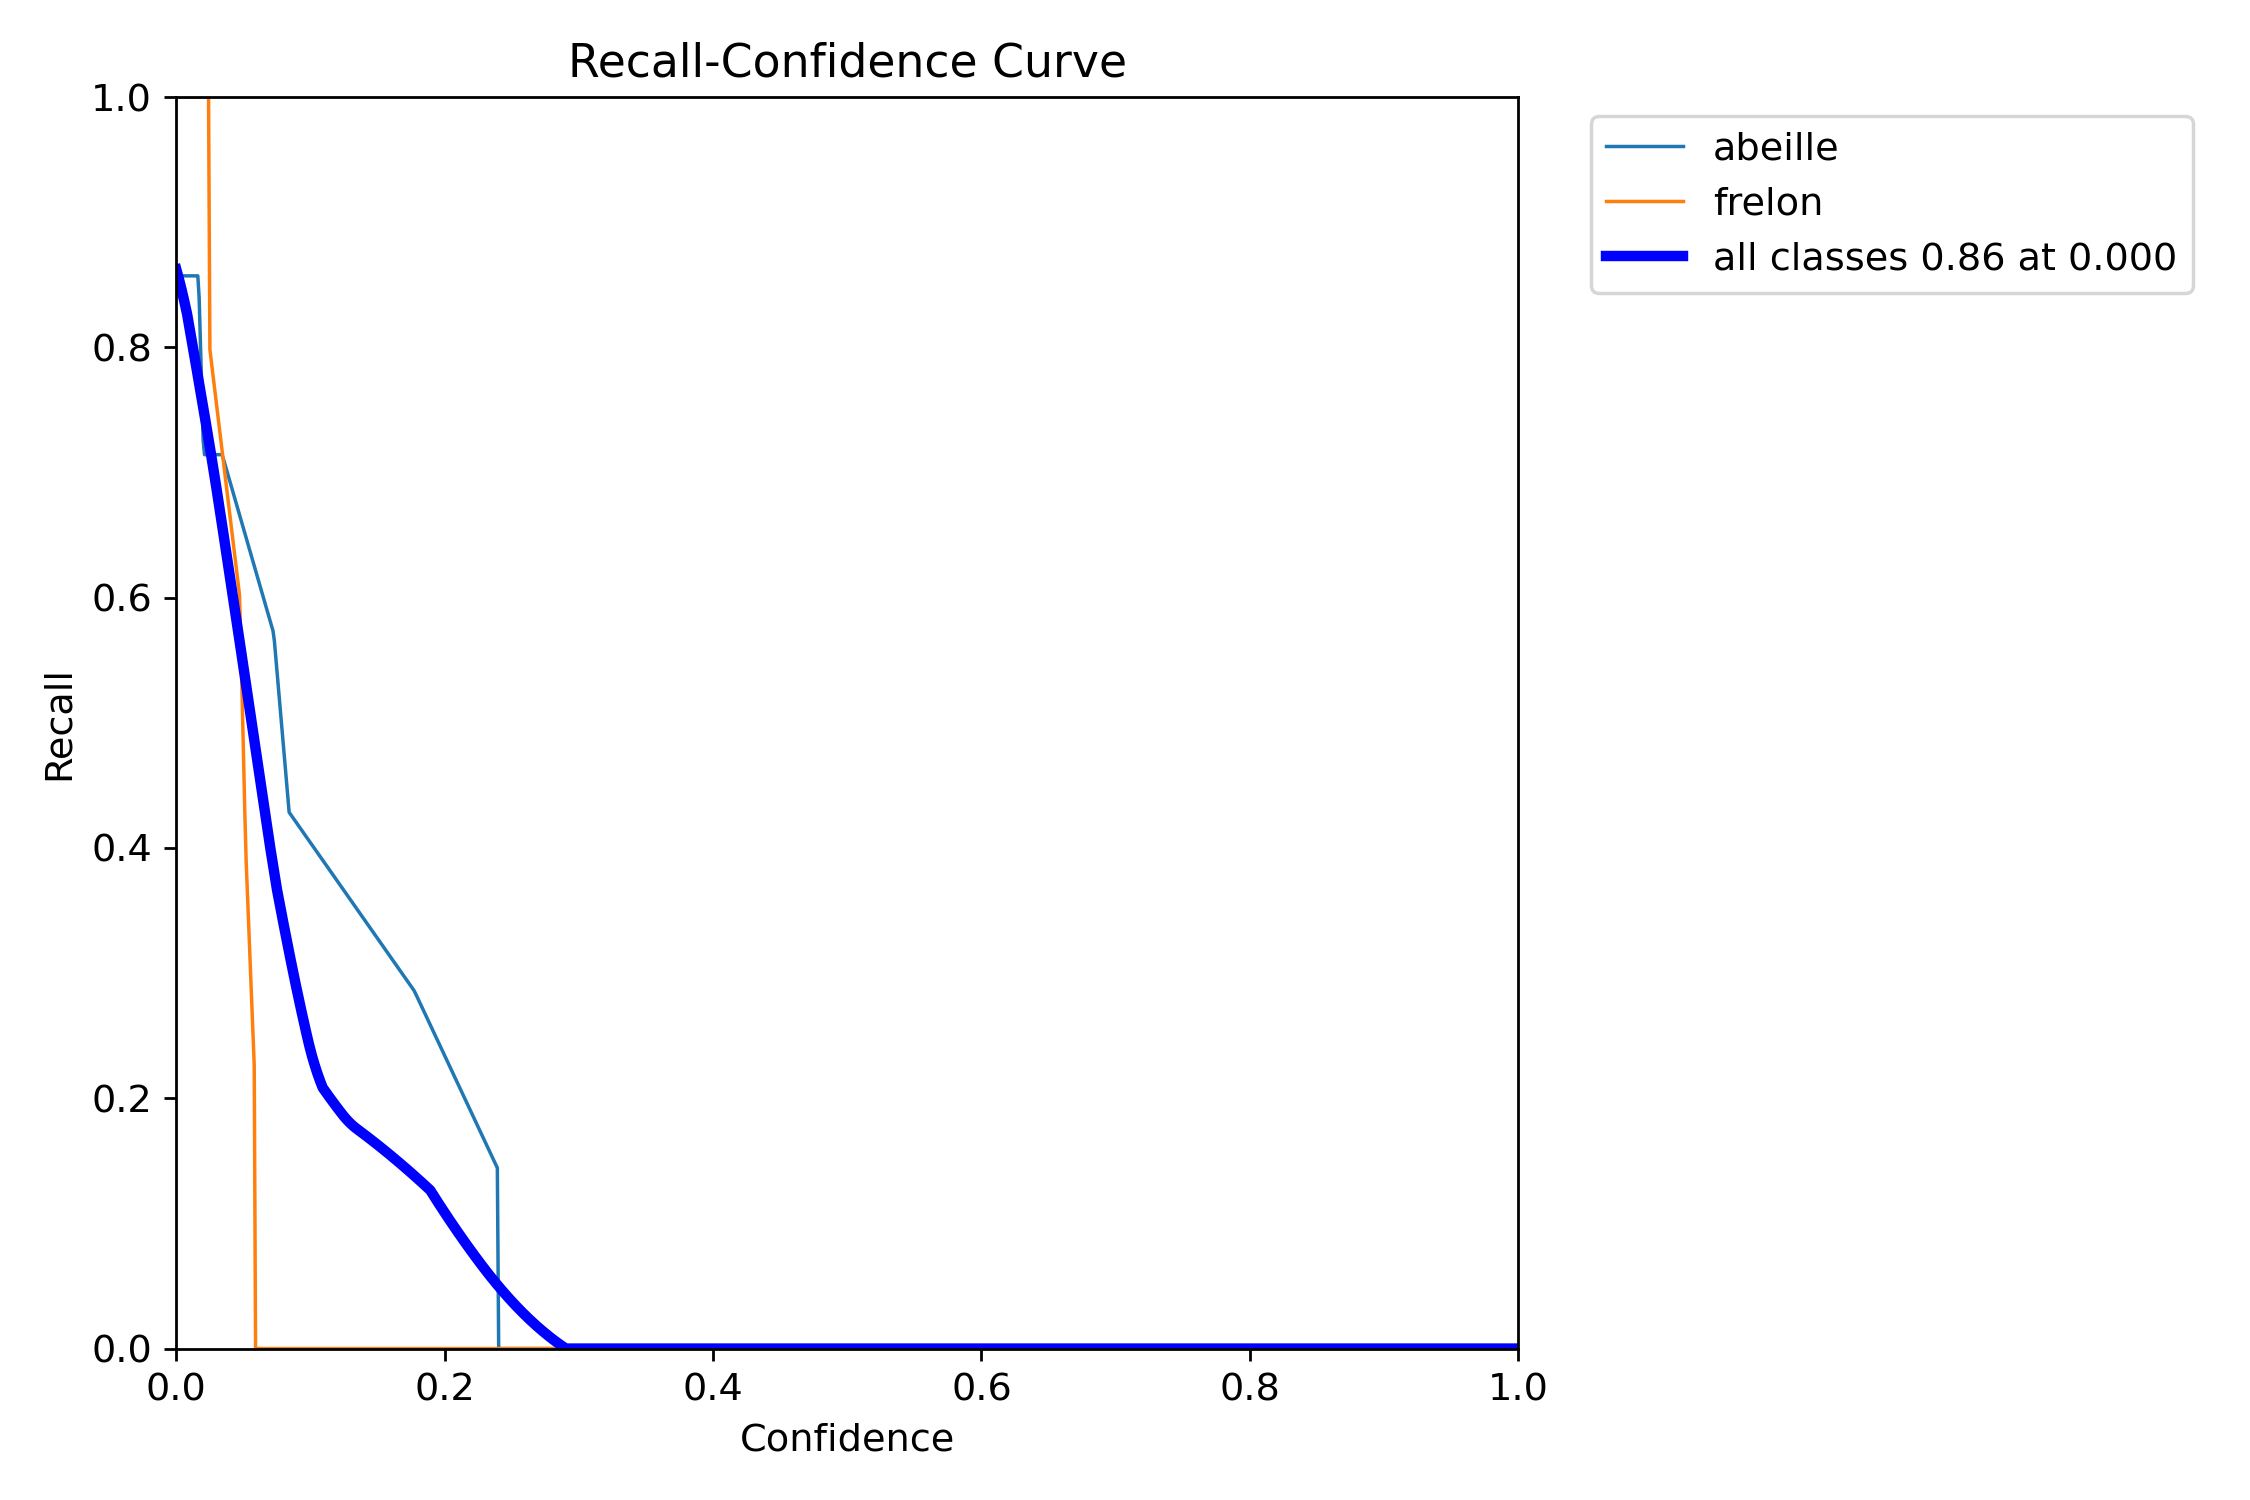 Recall-Confidence Curve
1.0
0.8
0.6
0.4
0.2
0.0
Recall
0.0 0.2 0.4 0.6 0.8 1.0
Confidence
abeille
frelon
all classes 0.86 at 0.000